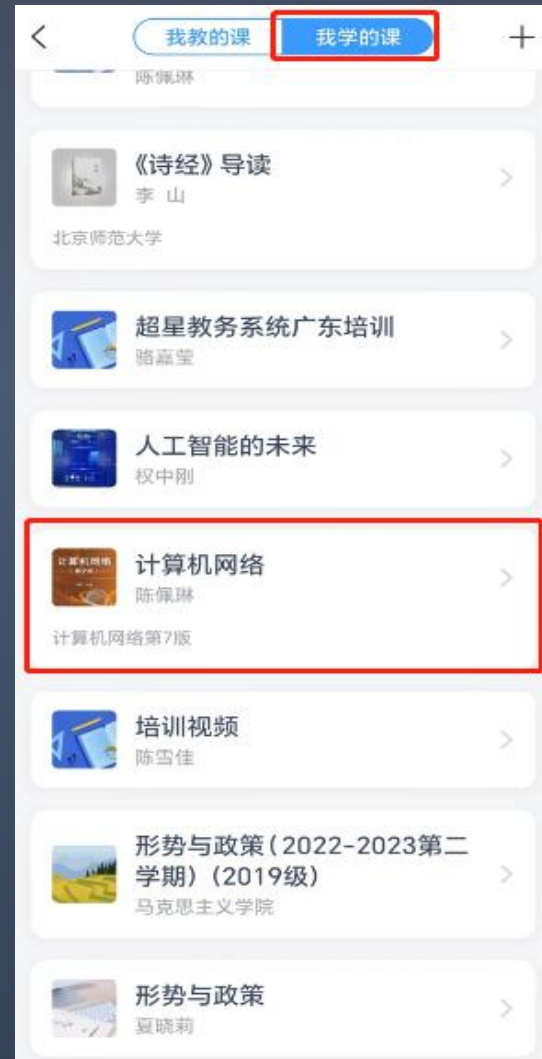 我教的课 我学的课
陈佩琳
《诗经》导读
李 山
北京师范大学
超星教务系统广东培训
骆嘉莹
人工智能的未来
权中刚
计算机网络
计算机网络
陈佩琳
计算机网络第7版
培训视频
陈雪佳
形势与政策(2022-2023第二
学期)(2019级)
马克思主义学院
形势与政策
夏晓莉